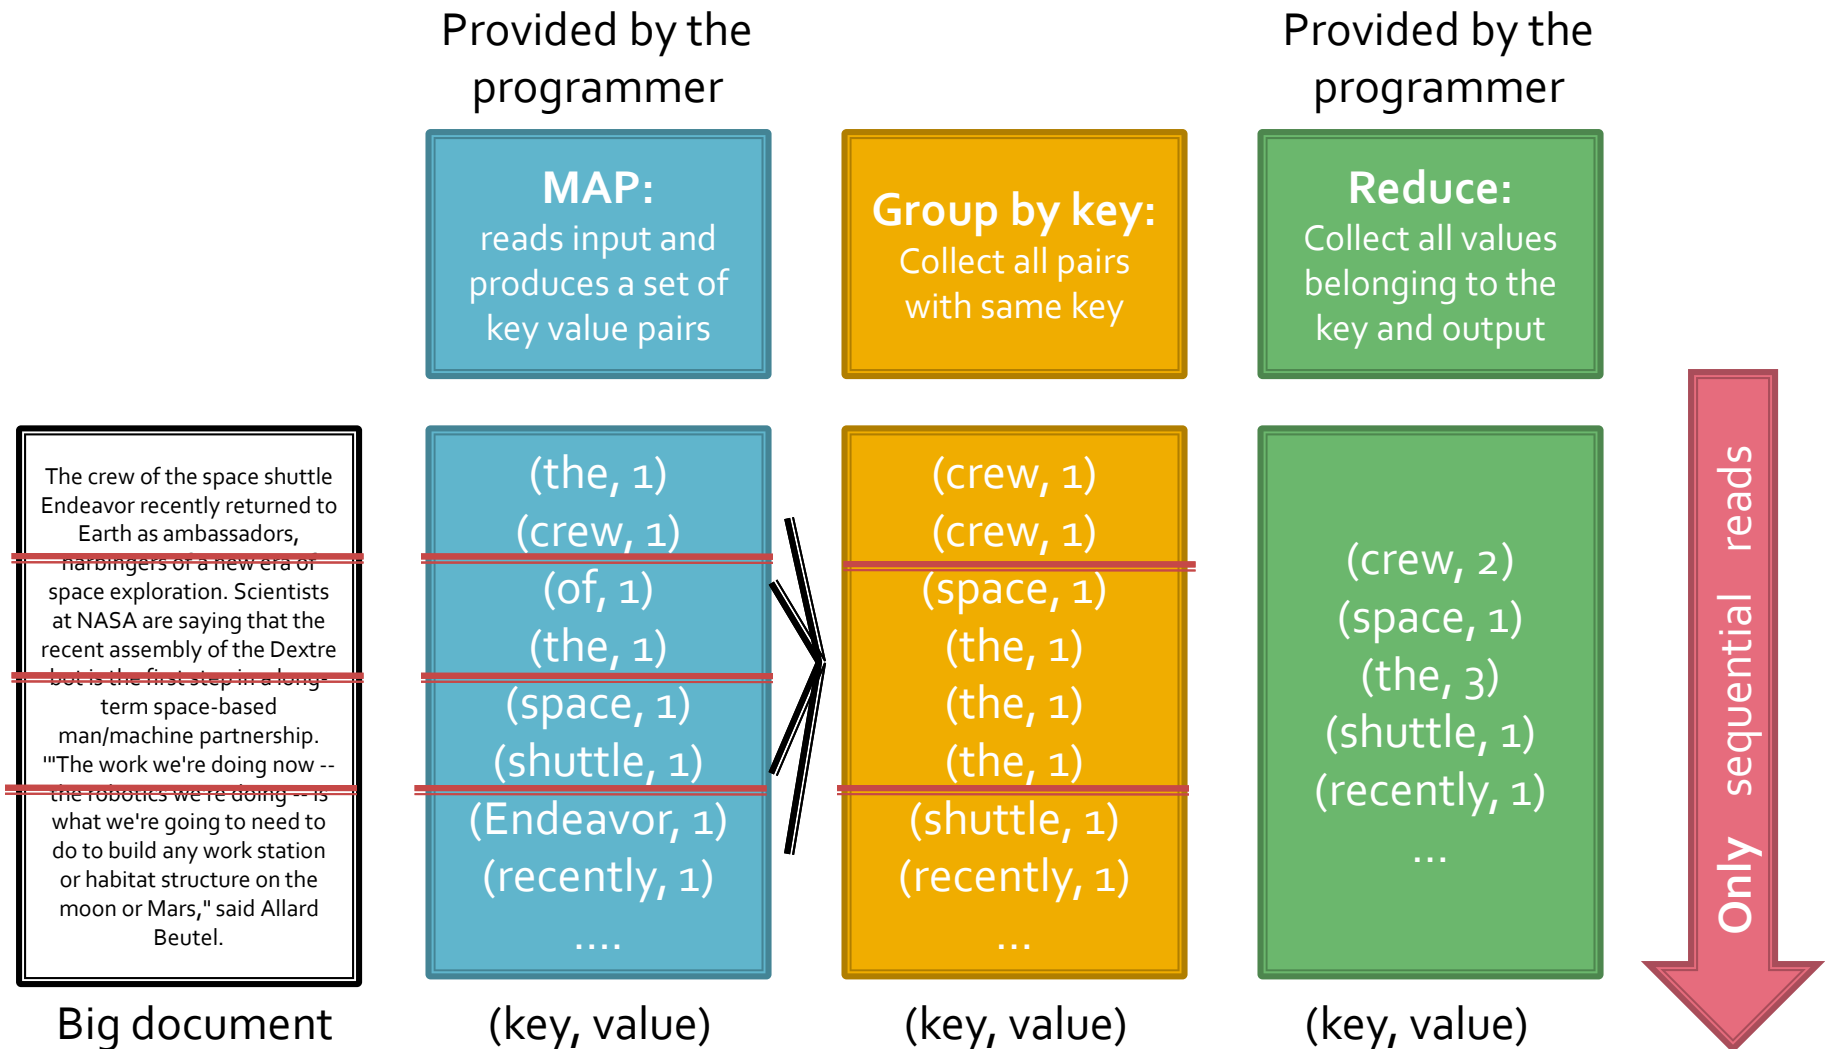 Provided by the
programmer
Provided by the
programmer
MAP:
reads input and
produces a set of
key value pairs
Group by key:
Collect all pairs
with same key
Reduce:
Collect all values
belonging to the
key and output
The crew of the space shuttle
Endeavor recently returned to
Earth as ambassadors,
harbingers of a new era of
space exploration. Scientists
at NASA are saying that the
recent assembly of the Dextre
bot is the first step in a long-
term space-based
man/machine partnership.
'"The work we're doing now --
the robotics we're doing -- is
what we're going to need to
do to build any work station
or habitat structure on the
moon or Mars," said Allard
Beutel.
Big document
(the, 1)
(crew, 1)
(of, 1)
(the, 1)
(space, 1)
(shuttle, 1)
(Endeavor, 1)
(recently, 1)
....
(key, value)
(crew, 1)
(crew, 1)
(space, 1)
(the, 1)
(the, 1)
(the, 1)
(shuttle, 1)
(recently, 1)
...
(key, value)
(crew, 2)
(space, 1)
(the, 3)
(shuttle, 1)
(recently, 1)
...
(key, value)
Only sequential reads